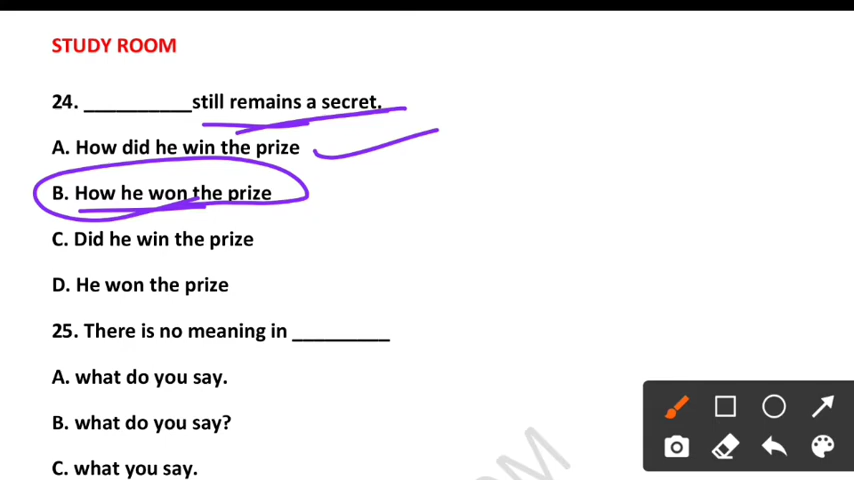 STUDY ROOM
24. __________still remains a secret.
A. How did he win the prize
B. How he won the prize
C. Did he win the prize
D. He won the prize
25. There is no meaning in _________
A. what do you say.
B. what do you say?
C. what you say.
OM